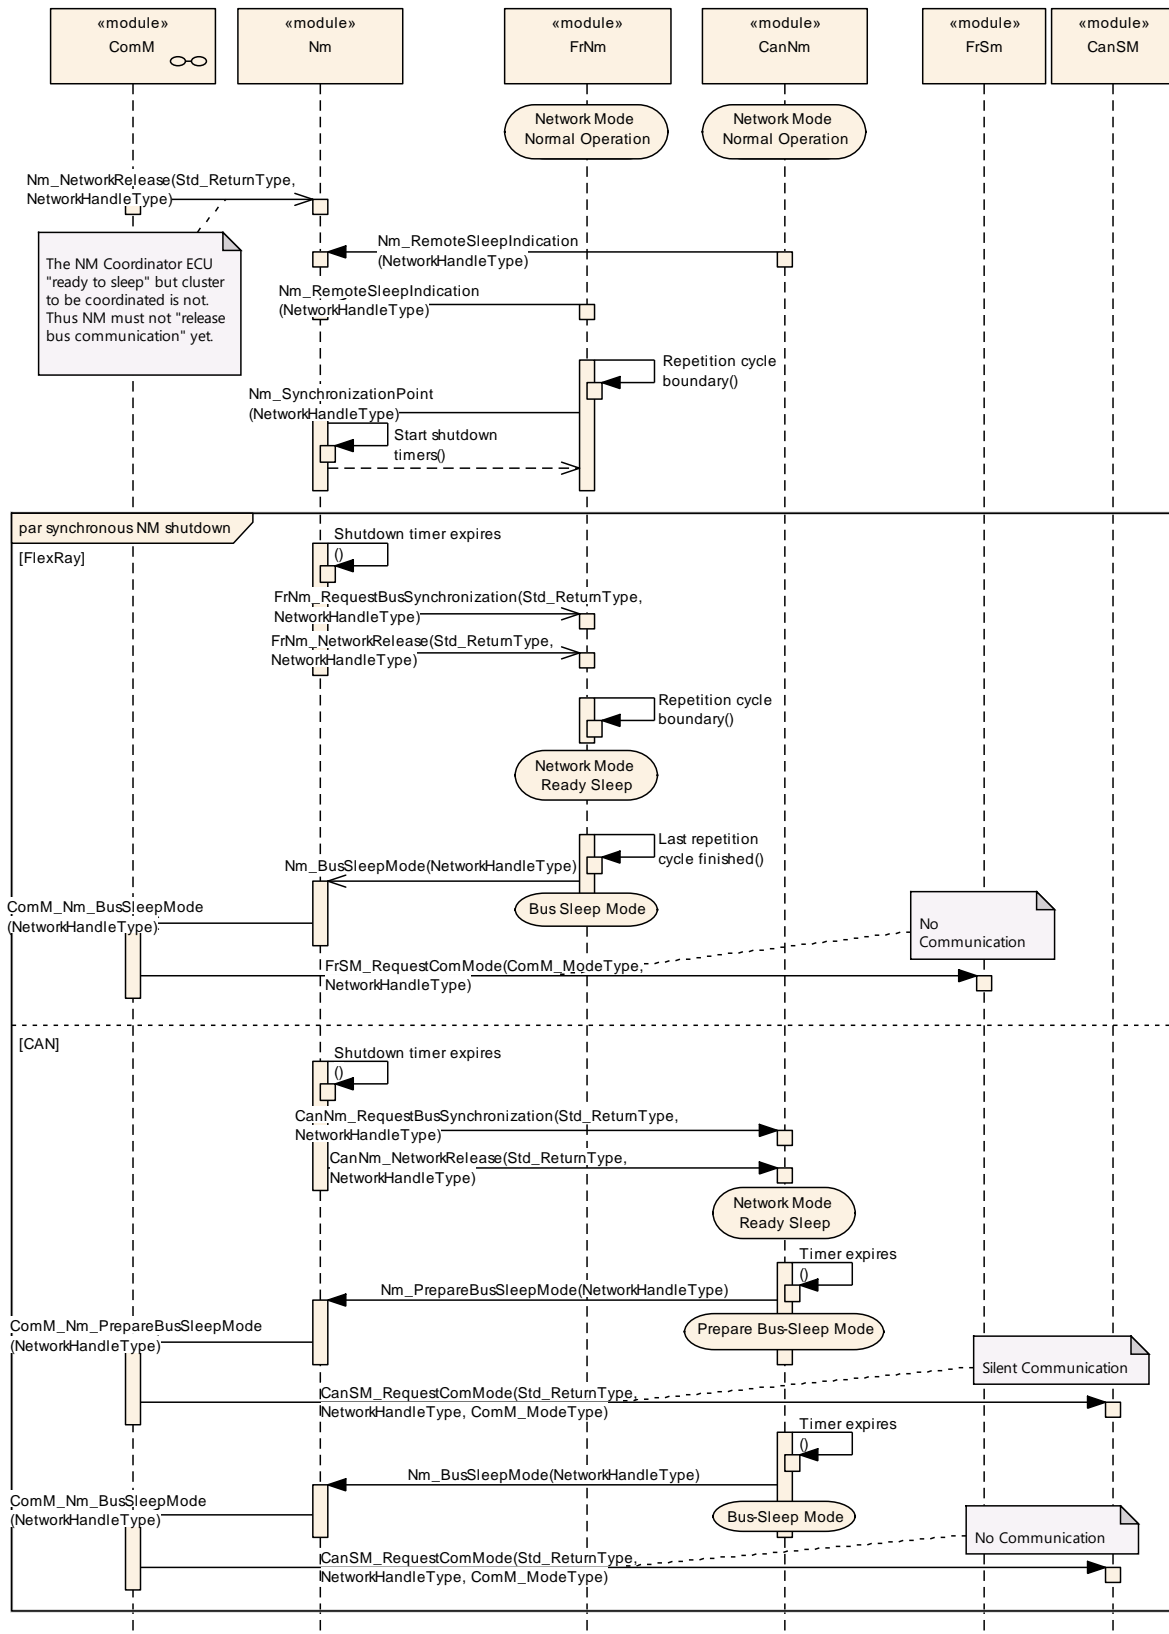 «module»
ComM
«module»
Nm
«module»
FrNm
«module»
CanNm
«module»
FrSm
«module»
CanSM
Network Mode
Normal Operation
Network Mode
Normal Operation
Nm_NetworkRelease(Std_ReturnType,
NetworkHandleType)
The NM Coordinator ECU
"ready to sleep" but cluster
to be coordinated is not.
Thus NM must not "release
bus communication" yet.
Nm_RemoteSleepIndication
(NetworkHandleType)
Nm_RemoteSleepIndication
(NetworkHandleType)
Repetition cycle
boundary()
Nm_SynchronizationPoint
(NetworkHandleType)
Start shutdown
timers()
par synchronous NM shutdown
[FlexRay]
Shutdown timer expires
()
FrNm_RequestBusSynchronization(Std_ReturnType,
NetworkHandleType)
FrNm_NetworkRelease(Std_ReturnType,
NetworkHandleType)
Repetition cycle
boundary()
Network Mode
Ready Sleep
Last repetition
cycle finished()
Nm_BusSleepMode(NetworkHandleType)
Bus Sleep Mode
ComM_Nm_BusSleepMode
(NetworkHandleType)
No
Communication
FrSM_RequestComMode(ComM_ModeType,
NetworkHandleType)
[CAN]
Shutdown timer expires
()
CanNm_RequestBusSynchronization(Std_ReturnType,
NetworkHandleType)
CanNm_NetworkRelease(Std_ReturnType,
NetworkHandleType)
Network Mode
Ready Sleep
Timer expires
()
Nm_PrepareBusSleepMode(NetworkHandleType)
Prepare Bus-Sleep Mode
ComM_Nm_PrepareBusSleepMode
(NetworkHandleType)
Silent Communication
CanSM_RequestComMode(Std_ReturnType,
NetworkHandleType, ComM_ModeType)
Timer expires
()
Nm_BusSleepMode(NetworkHandleType)
Bus-Sleep Mode
ComM_Nm_BusSleepMode
(NetworkHandleType)
No Communication
CanSM_RequestComMode(Std_ReturnType,
NetworkHandleType, ComM_ModeType)